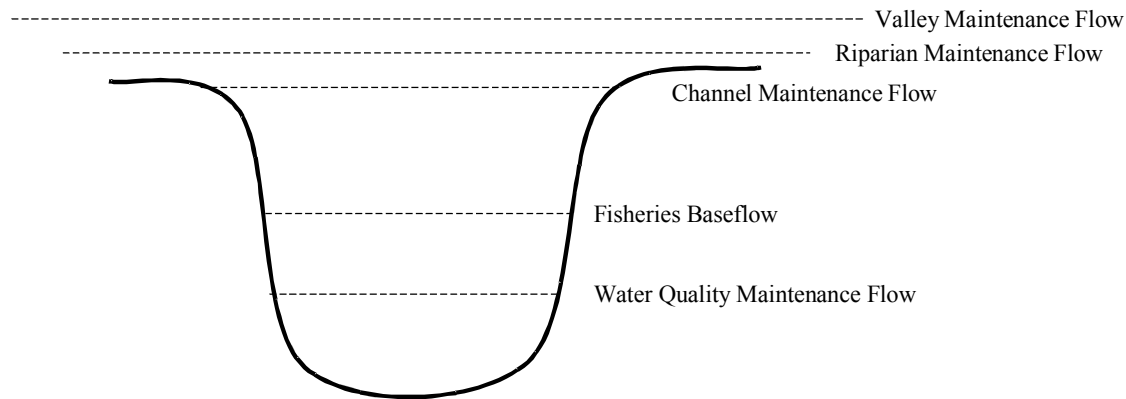 Valley Maintenance Flow
Riparian Maintenance Flow
Channel Maintenance Flow
Fisheries Baseflow
Water Quality Maintenance Flow